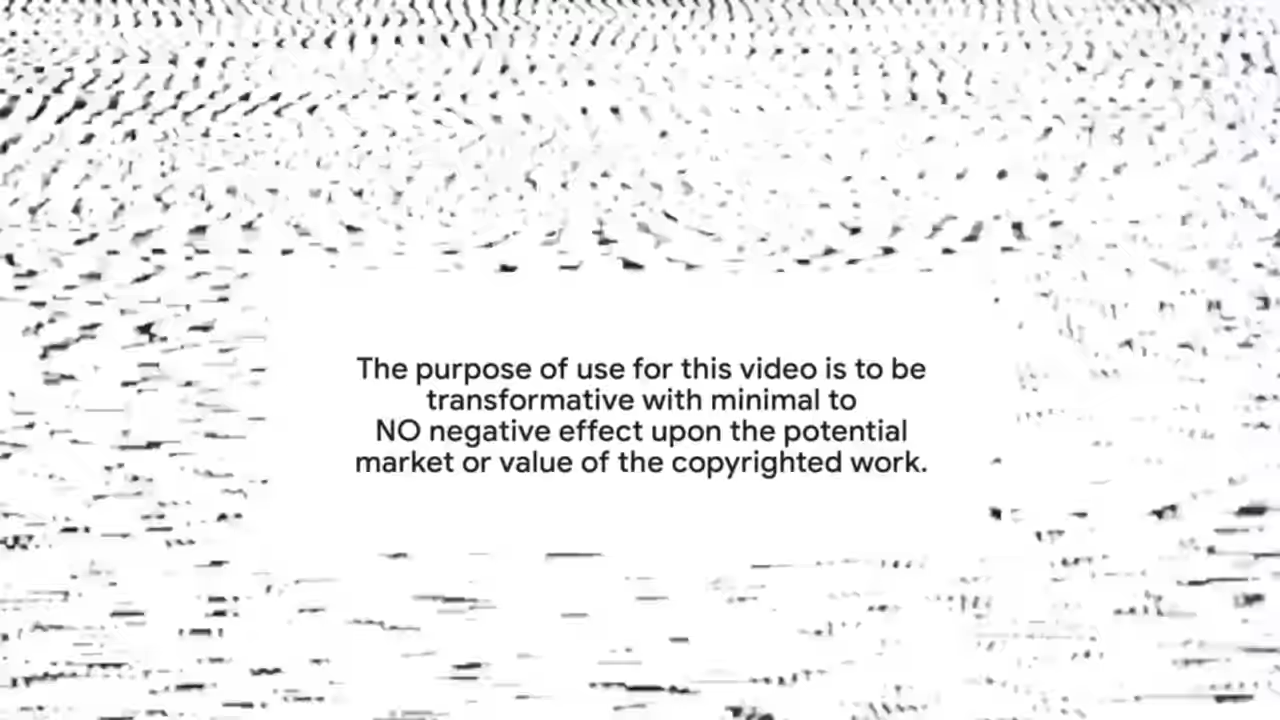 The purpose of use for this video is to be
transformative with minimal to
NO negative effect upon the potential
market or value of the copyrighted work.